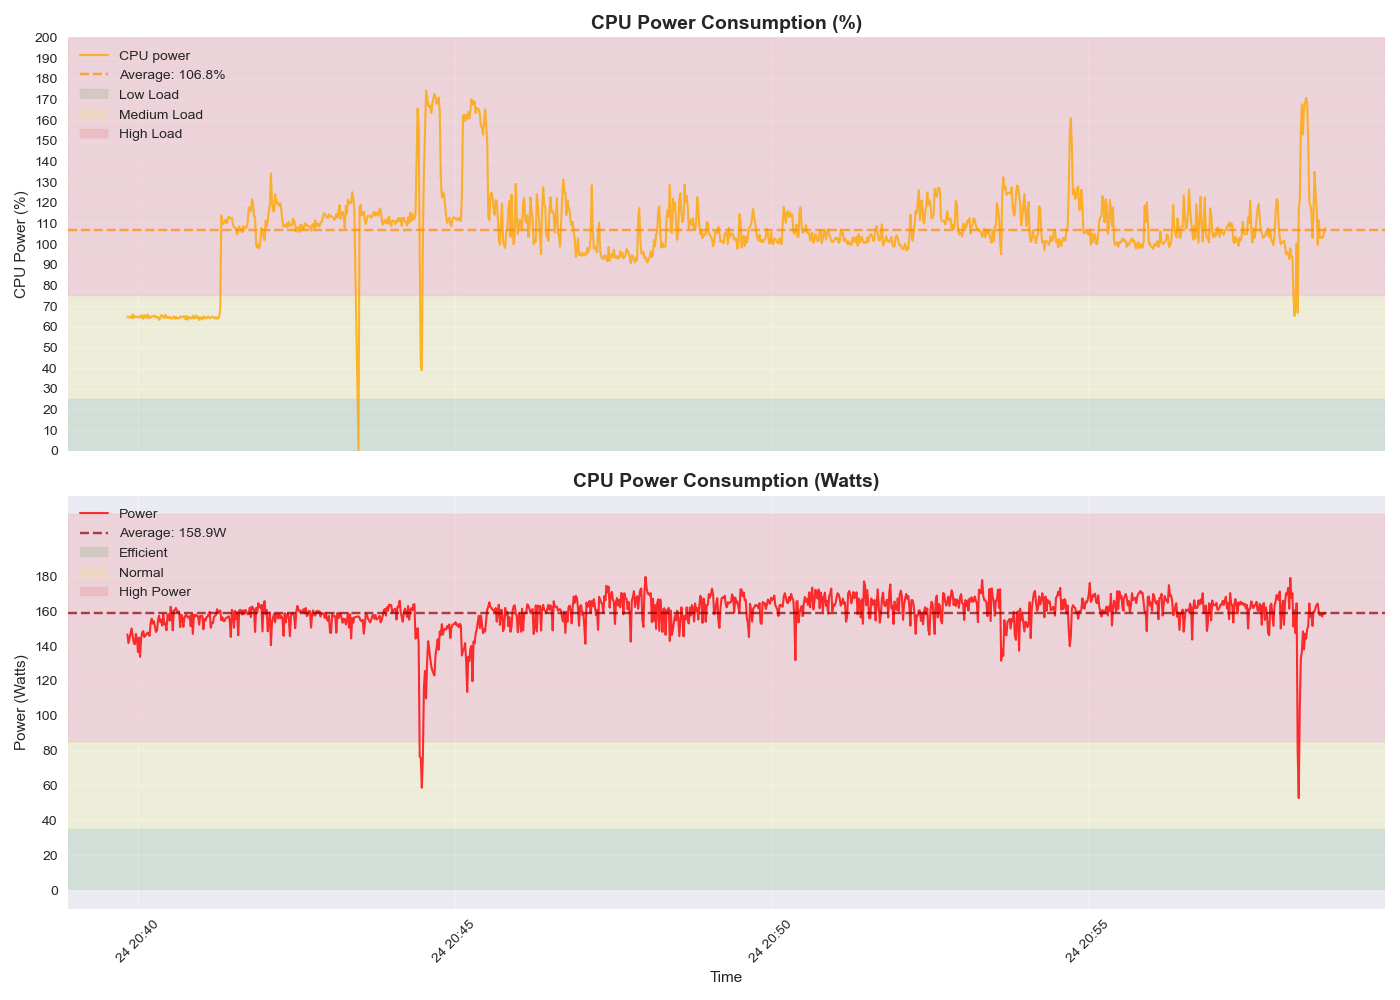 CPU Power Consumption (%)
200
190
180
170
160
150
140
130
120
110
100
90
80
70
60
50
40
30
20
10
0
CPU Power (%)
CPU power
Average: 106.8%
Low Load
Medium Load
High Load
CPU Power Consumption (Watts)
180
160
140
120
100
80
60
40
20
0
Power (Watts)
Power
Average: 158.9W
Efficient
Normal
High Power
24 20:40
24 20:45
24 20:50
24 20:55
Time